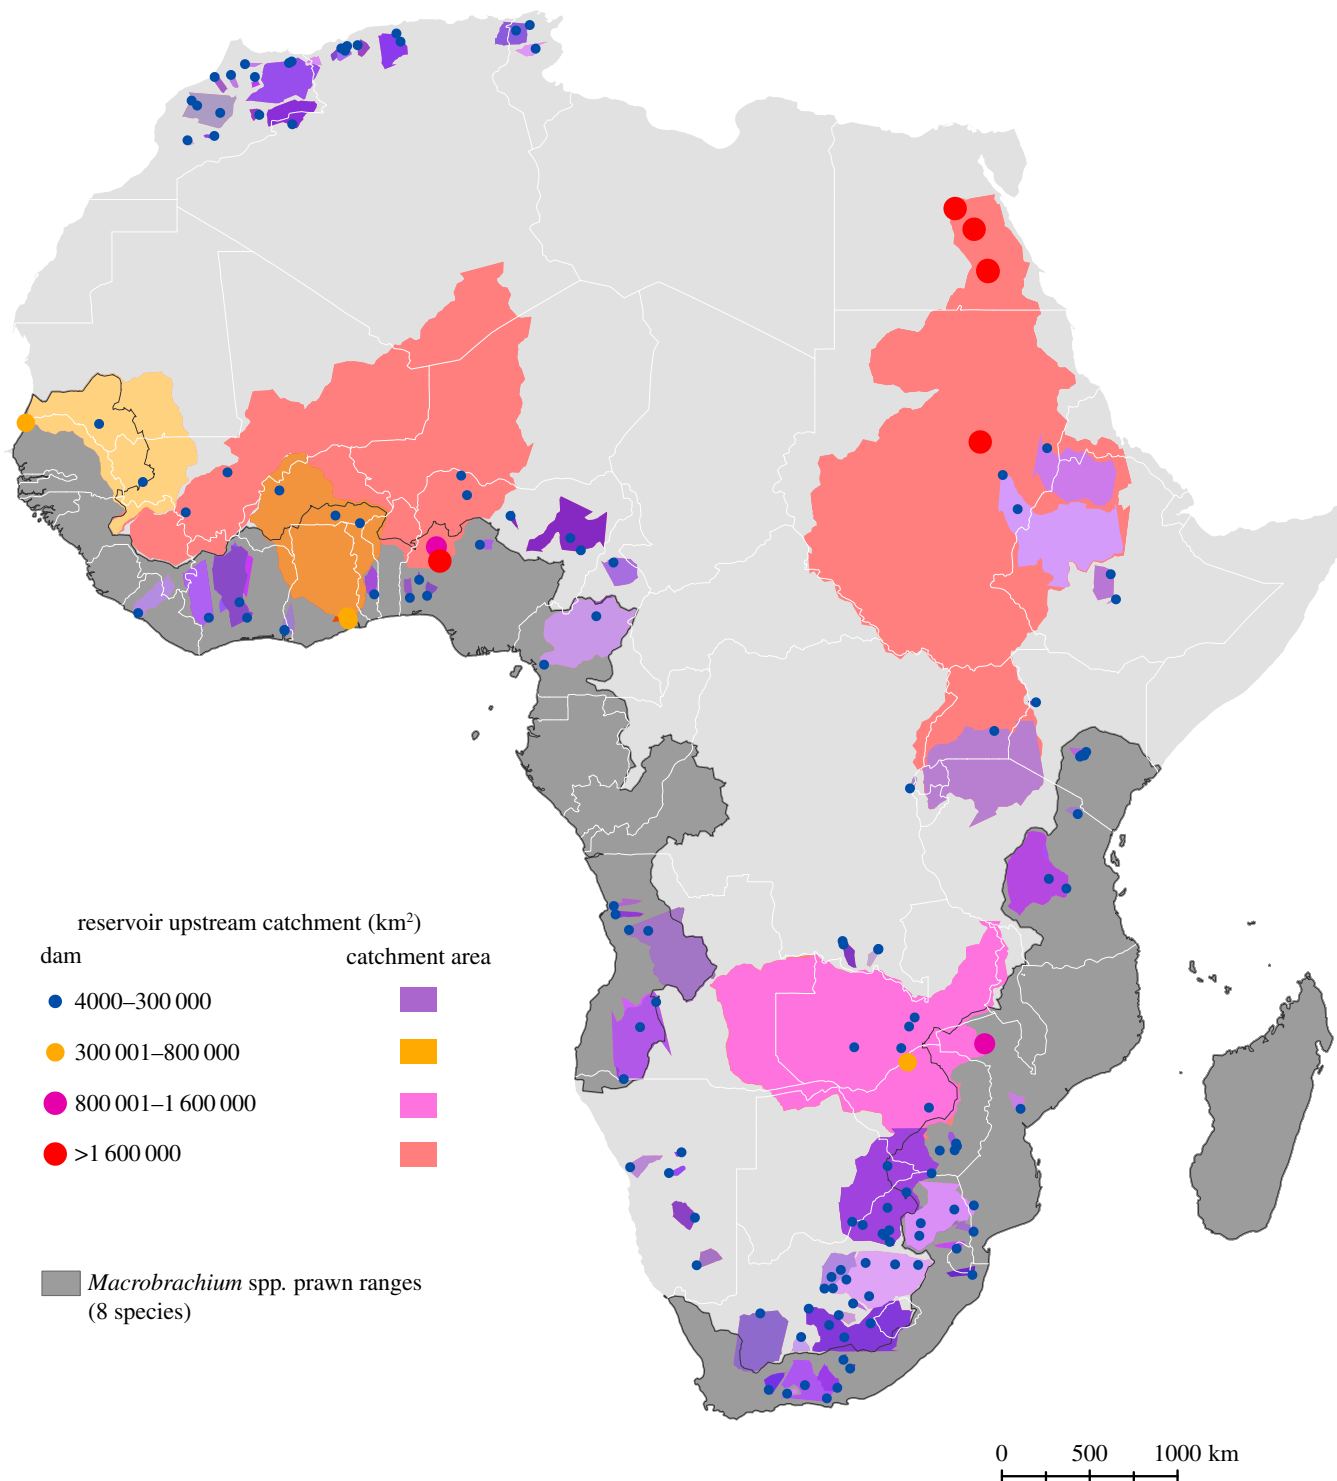 reservoir upstream catchment (km²)
dam catchment area
4000–300 000
300 001–800 000
800 001–1 600 000
>1 600 000
Macrobrachium spp. prawn ranges
(8 species)
0 500 1000 km